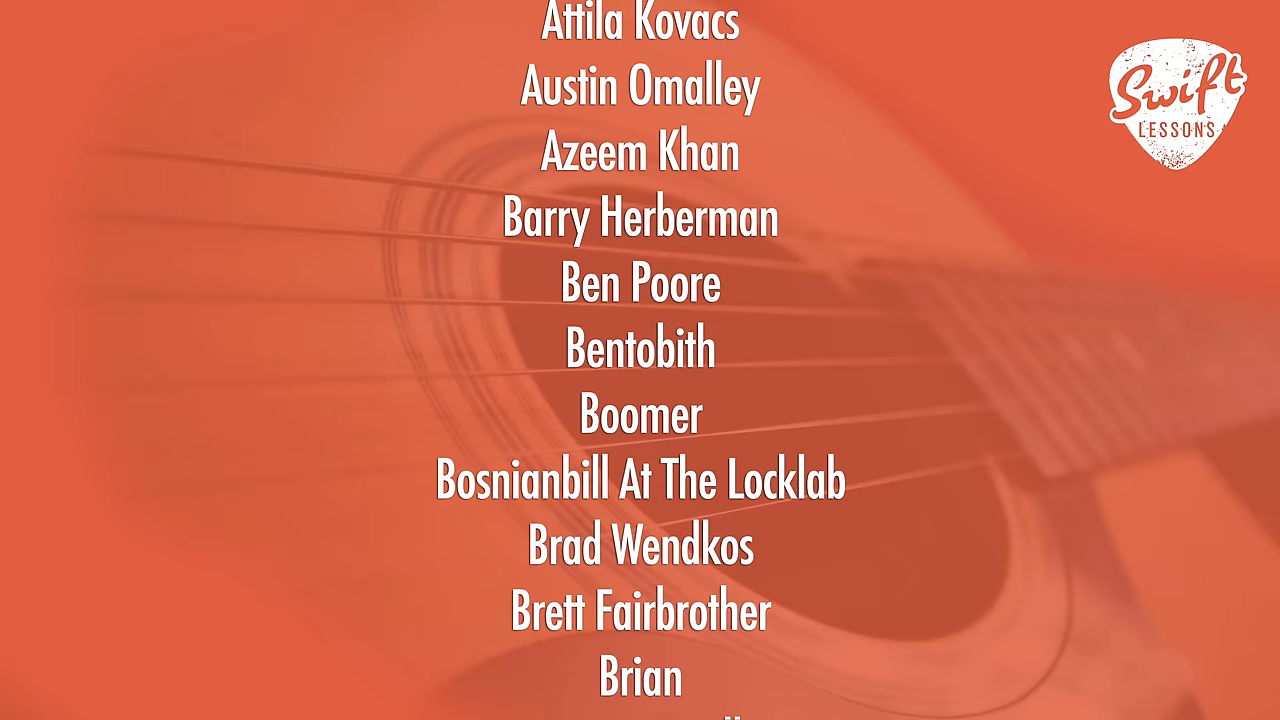 Attila Kovacs
Austin Omalley
Azeem Khan
Barry Herberman
Ben Poore
Bentobith
Boomer
Bosnianbill At The Locklab
Brad Wendkos
Brett Fairbrother
Brian
Swift
LESSONS